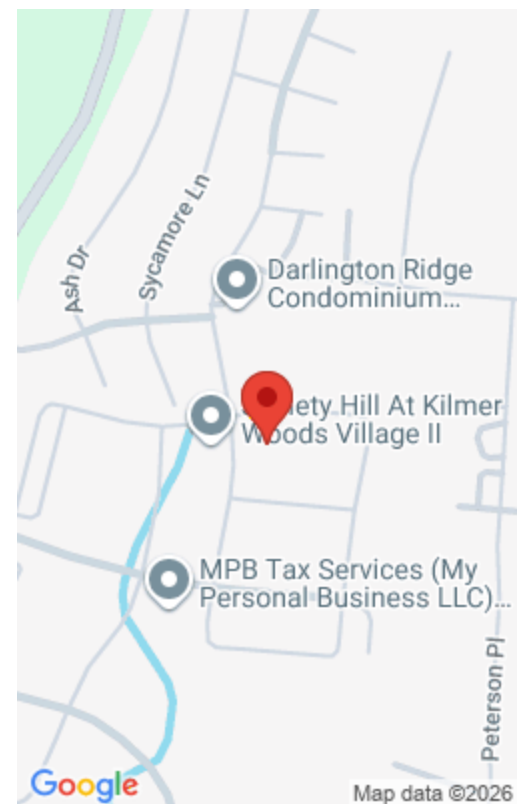 Ash Dr
Sycamore Ln
Darlington Ridge
Condominium...
Hill At Kilmer
Woods Village II
MPB Tax Services (My
Personal Business LLC)...
Peterson Pl
Google
Map data ©2026